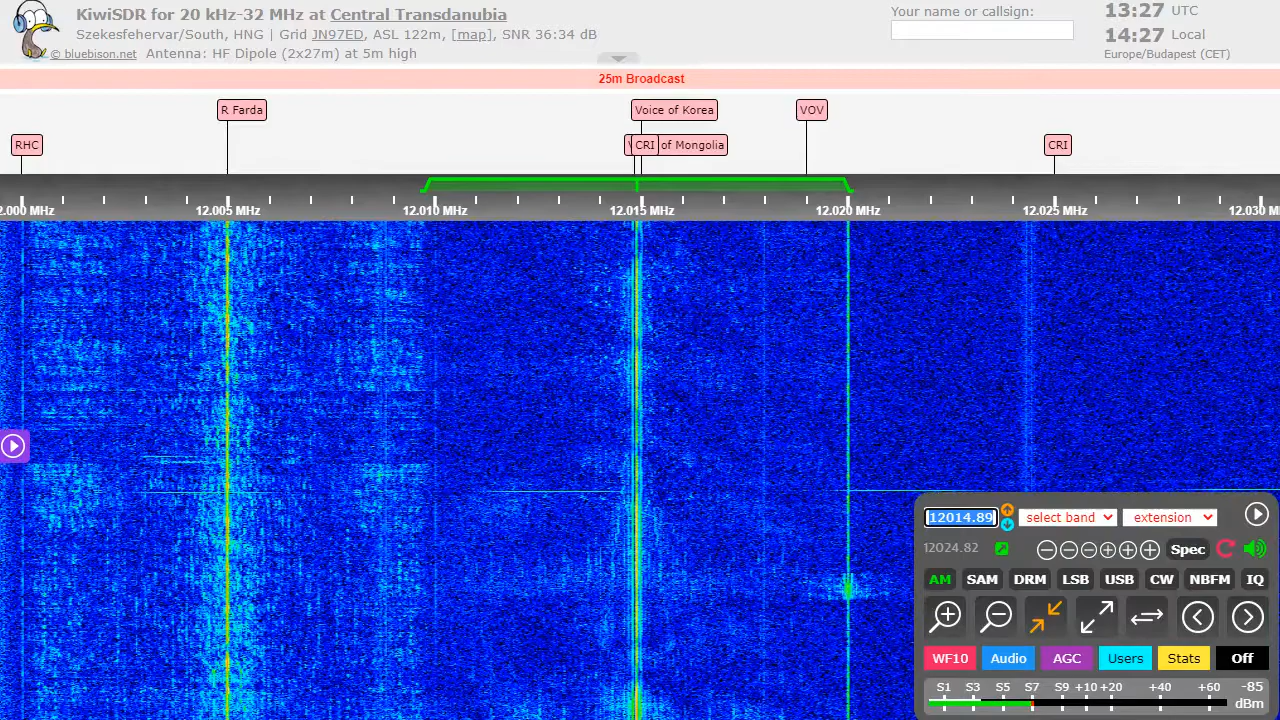 KiwiSDR for 20 kHz-32 MHz at Central Transdanubia
Szekesfehervar/South, HNG | Grid JN97ED, ASL 122m, [map], SNR 36:34 dB
© bluebison.net Antenna: HF Dipole (2x27m) at 5m high
Your name or callsign:
13:27 UTC
14:27 Local
Europe/Budapest (CET)
25m Broadcast
R Farda
Voice of Korea
VOV
RHC
CRI
of Mongolia
CRI
2.000 MHz
12.005 MHz
12.010 MHz
12.015 MHz
12.020 MHz
12.025 MHz
12.030 M
12014.89 select band extension
12024.82 Spec
AM SAM DRM LSB USB CW NBFM IQ
WF10 Audio AGC Users Stats Off
S1 S3 S5 S7 S9 +10 +20 +40 +60 -85
dBm